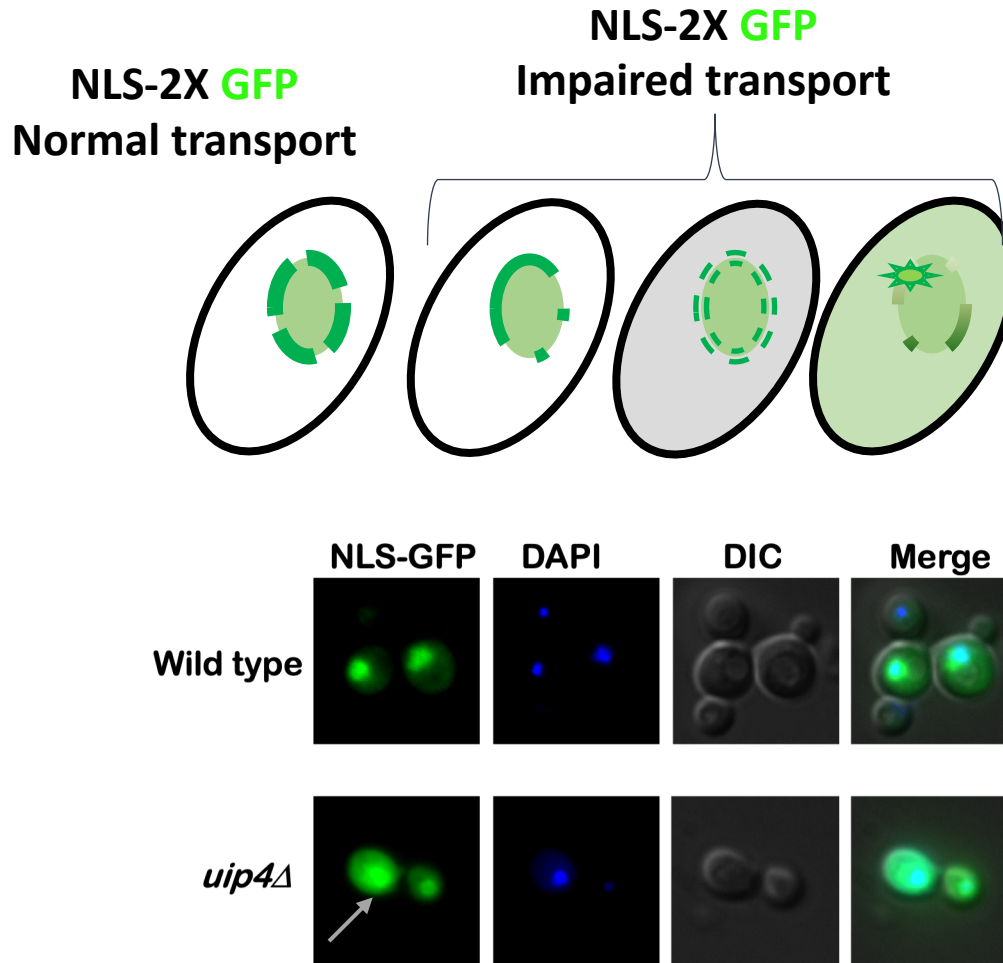 NLS-2X GFP
Normal transport
NLS-2X GFP
Impaired transport
NLS-GFP DAPI DIC Merge
Wild type
uip4Δ